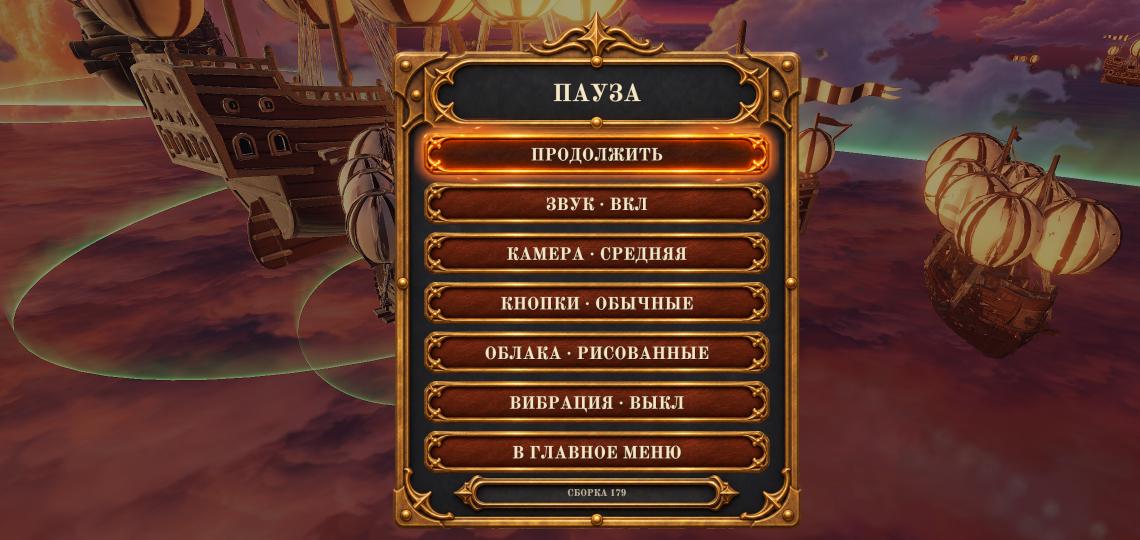 ПАУЗА
ПРОДОЛЖИТЬ
ЗВУК · ВКЛ
КАМЕРА · СРЕДНЯЯ
КНОПКИ · ОБЫЧНЫЕ
ОБЛАКА · РИСОВАННЫЕ
ВИБРАЦИЯ · ВЫКЛ
В ГЛАВНОЕ МЕНЮ
СБОРКА 179